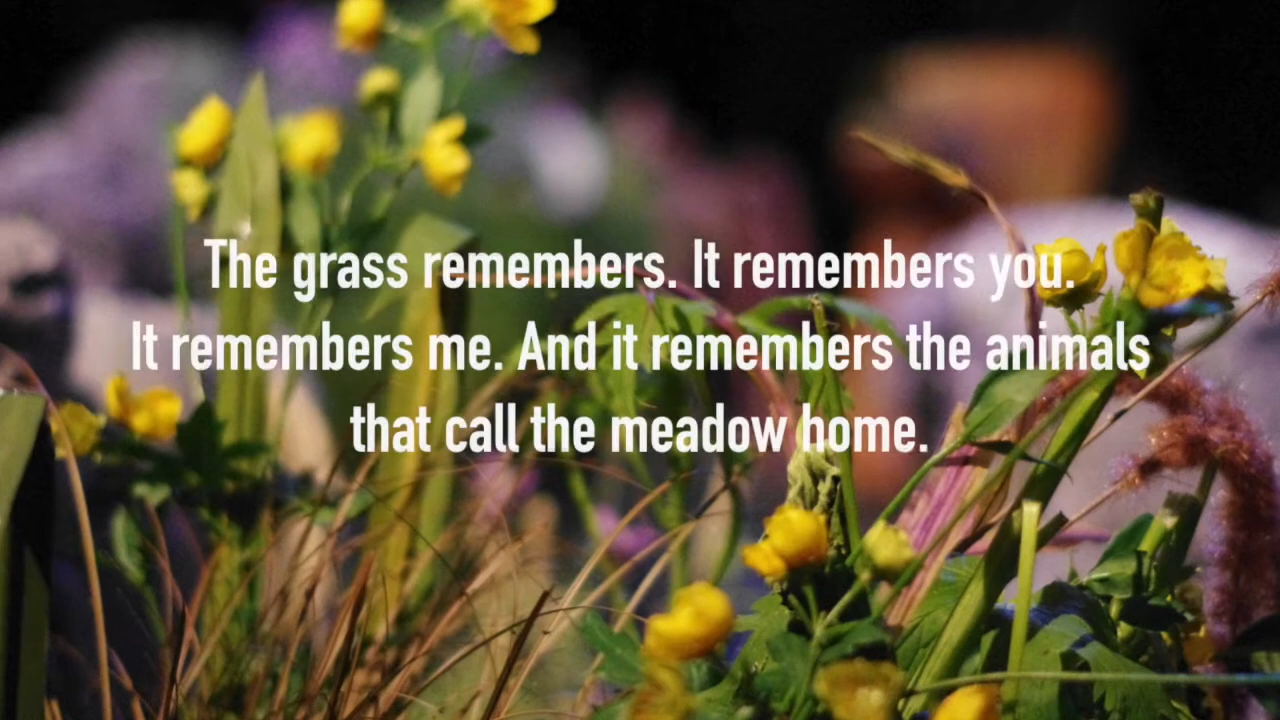 The grass remembers. It remembers you.
It remembers me. And it remembers the animals
that call the meadow home.